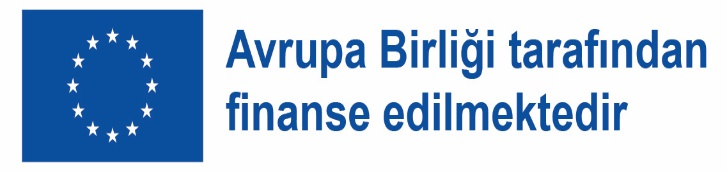 Avrupa Birliği tarafından
finanse edilmektedir